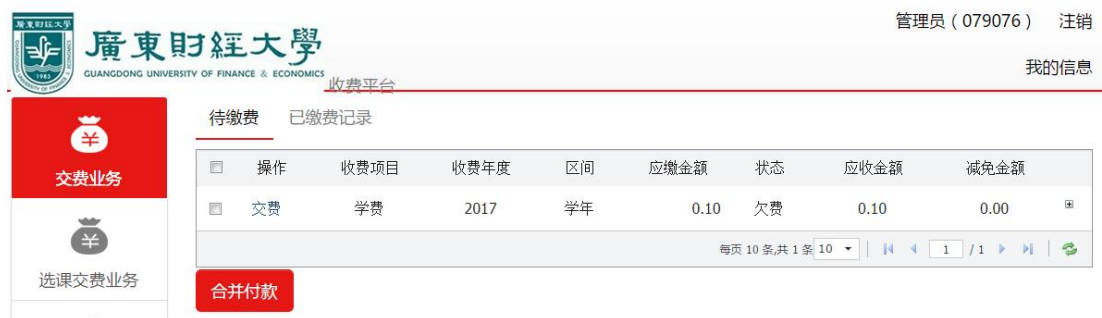 管理员（079076） 注销
廣東財經大學
GUANGDONG UNIVERSITY OF FINANCE & ECONOMICS
1983
收费平台
我的信息
交费业务
选课交费业务
待缴费 已缴费记录
操作 收费项目 收费年度 区间 应缴金额 状态 应收金额 减免金额
交费 学费 2017 学年 0.10 欠费 0.10 0.00
每页 10 条,共 1 条 10 1 / 1
合并付款